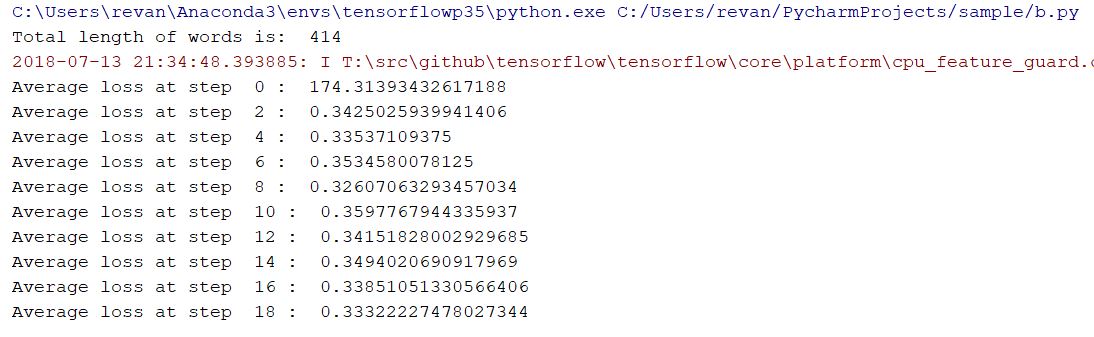 C:\Users\revan\Anaconda3\envs\tensorflowp35\python.exe C:/Users/revan/PycharmProjects/sample/b.py
Total length of words is:  414
2018-07-13 21:34:48.393885: I T:\src\github\tensorflow\tensorflow\core\platform\cpu_feature_guard.c
Average loss at step  0 :  174.31393432617188
Average loss at step  2 :  0.3425025939941406
Average loss at step  4 :  0.33537109375
Average loss at step  6 :  0.3534580078125
Average loss at step  8 :  0.32607063293457034
Average loss at step  10 :  0.3597767944335937
Average loss at step  12 :  0.34151828002929685
Average loss at step  14 :  0.3494020690917969
Average loss at step  16 :  0.33851051330566406
Average loss at step  18 :  0.33322227478027344